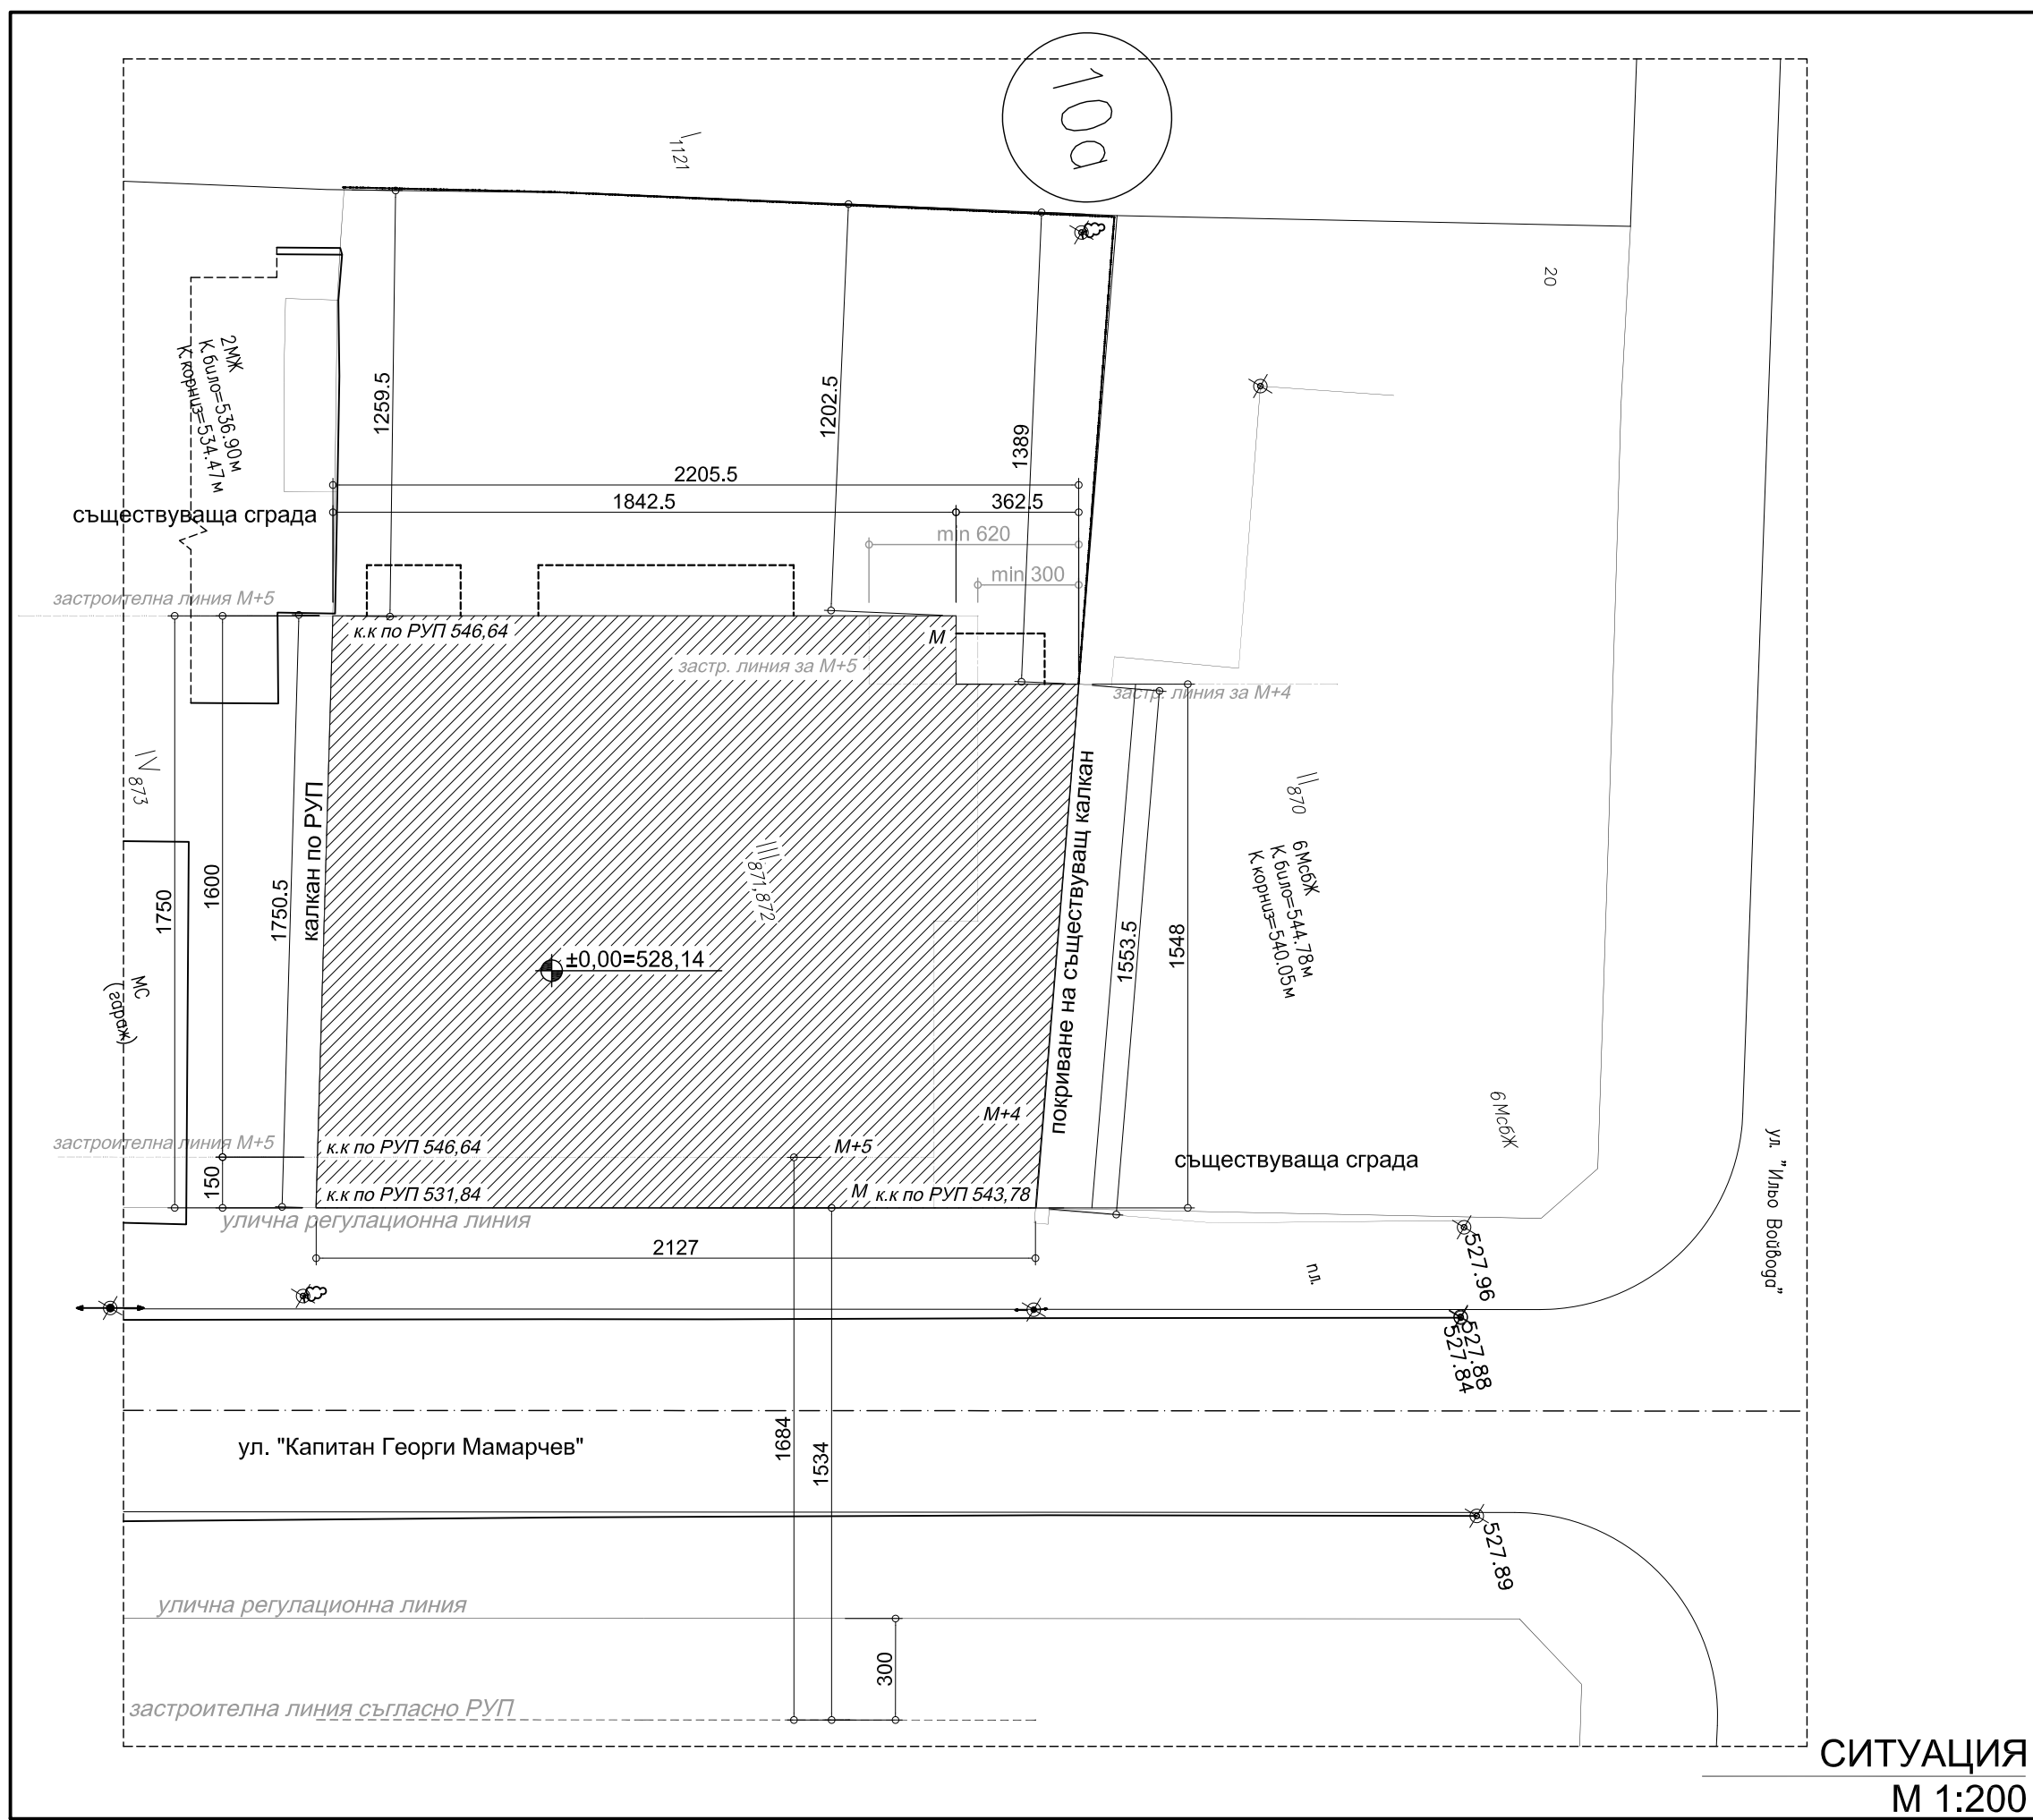 10а
1121
20
2МЖ
К било=536.90м
К корниз=534.47м
1259.5
1202.5
1389
2205.5
1842.5
362.5
min 620
min 300
съществуваща сграда
застроителна линия М+5
к.к по РУП 546,64
М
застр. линия за М+5
застр. линия за М+4
IV
873
II
870
6МсбЖ
К било=544.78м
К корниз=540.05м
III
871,872
калкан по РУП
покриване на съществуващ калкан
1750
1600
1750.5
1553.5
1548
±0,00=528,14
МС
(гараж)
М+4
6МсбЖ
ул. "Ильо Войвода"
застроителна линия М+5
к.к по РУП 546,64
М+5
съществуваща сграда
150
к.к по РУП 531,84
М
к.к по РУП 543,78
улична регулационна линия
2127
пл.
527.96
527.88
527.84
ул. "Капитан Георги Мамарчев"
1684
1534
527.89
улична регулационна линия
300
застроителна линия съгласно РУП
СИТУАЦИЯ
М 1:200